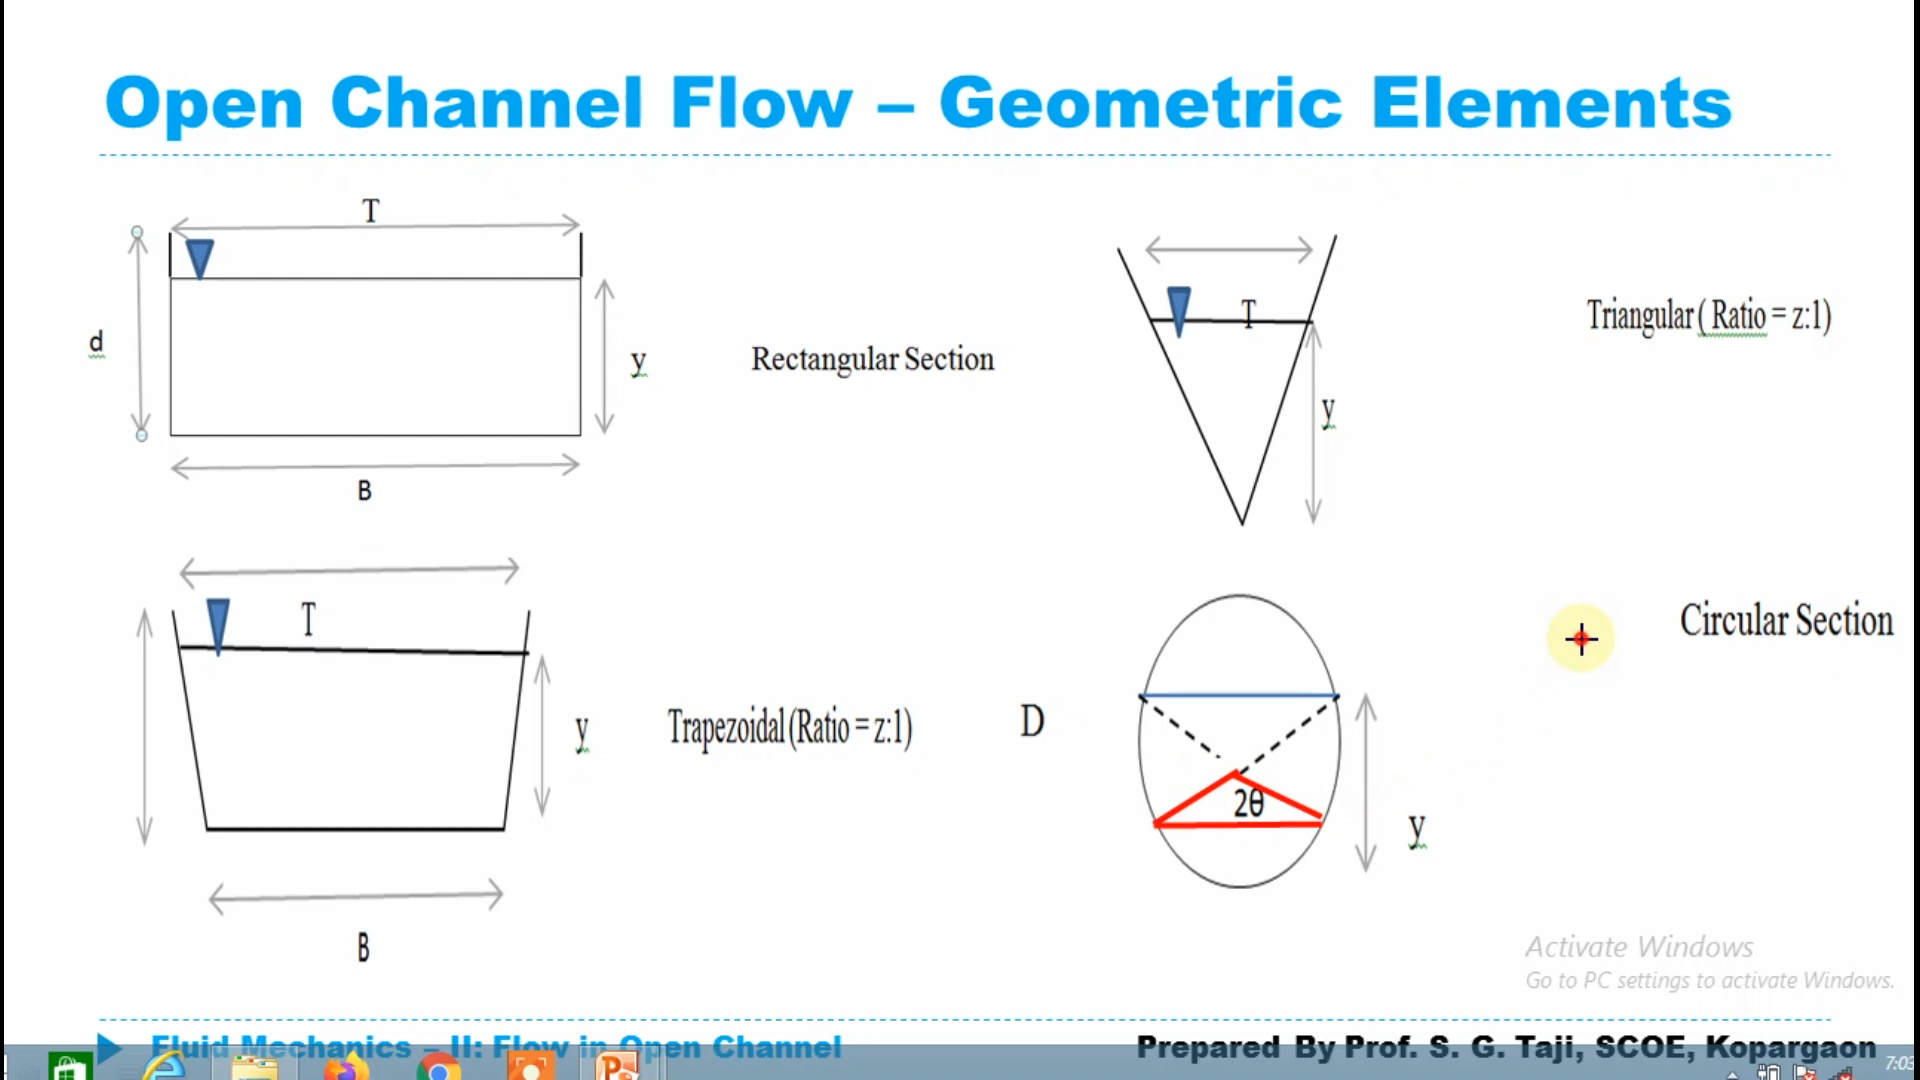 Open Channel Flow – Geometric Elements
T
d
y
Rectangular Section
B
T
y
Triangular ( Ratio = z:1)
T
y
Trapezoidal (Ratio = z:1)
B
D
2θ
y
Circular Section
Activate Windows
Go to PC settings to activate Windows.
Fluid Mechanics – II: Flow in Open Channel
Prepared By Prof. S. G. Taji, SCOE, Kopargaon
7:03